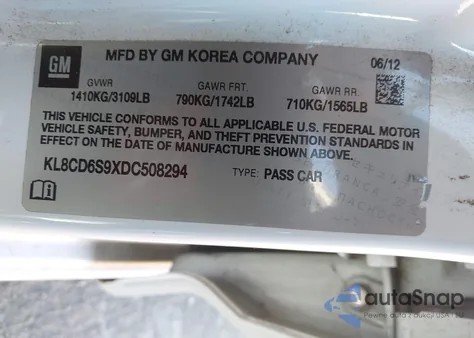 GM
MFD BY GM KOREA COMPANY
06/12
GVWR
GAWR FRT.
GAWR RR.
1410KG/3109LB
790KG/1742LB
710KG/1565LB
THIS VEHICLE CONFORMS TO ALL APPLICABLE U.S. FEDERAL MOTOR
VEHICLE SAFETY, BUMPER, AND THEFT PREVENTION STANDARDS IN
EFFECT ON THE DATE OF MANUFACTURE SHOWN ABOVE.
KL8CD6S9XDC508294
TYPE: PASS CAR
autaSnap
Pewne auta z